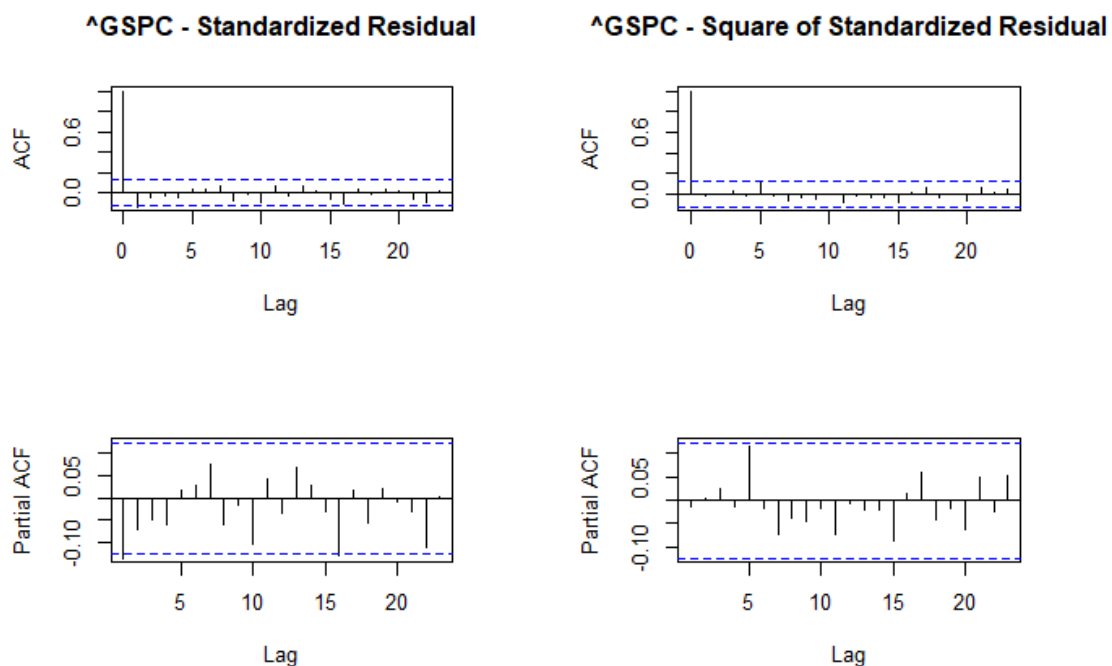 ^GSPC - Standardized Residual
ACF
0.0 0.6
0 5 10 15 20
Lag
^GSPC - Square of Standardized Residual
ACF
0.0 0.6
0 5 10 15 20
Lag
Partial ACF
-0.10 0.05
5 10 15 20
Lag
Partial ACF
-0.10 0.05
5 10 15 20
Lag